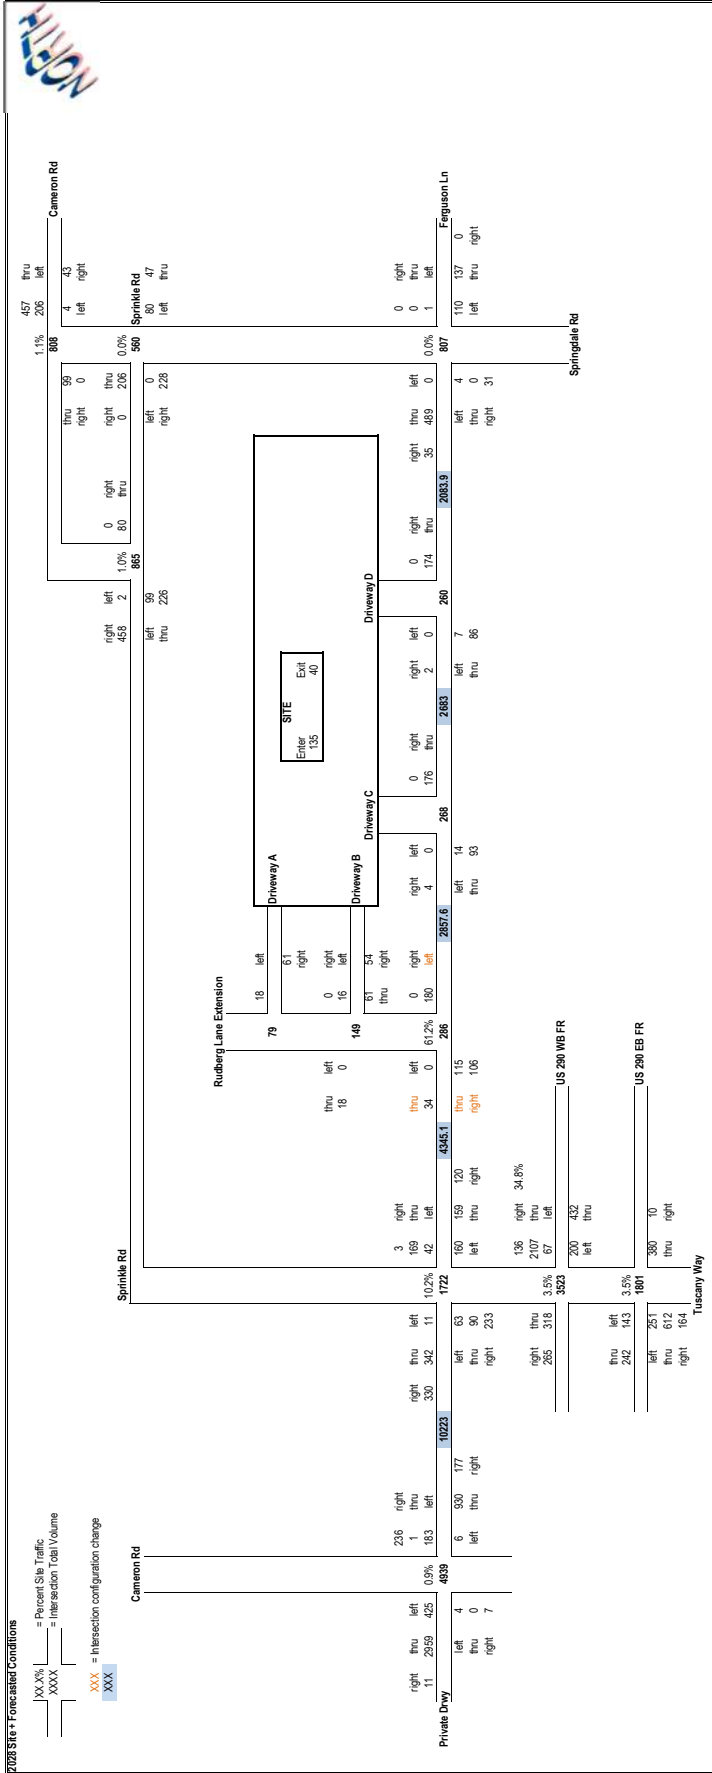 NORTH
2028 Site + Forecasted Conditions
XX.X% = Percent Site Traffic
XXXX = Intersection Total Volume
XXX = Intersection configuration change
XXX
Cameron Rd
457 thru
206 left
1.1%
808
4 43
left right
thru 99
right 0
Sprinkle Rd
0.0%
560
80 47
left thru
right thru
0 206
left 0
right 228
0 right
80 thru
1.0%
865
right left
458 2
left 99
thru 226
Ferguson Ln
0 right
0 thru
1 left
0.0%
807
110 137 0
left thru right
right thru left
35 489 0
left 4
thru 0
right 31
Springdale Rd
2083.9
0 right
174 thru
Driveway D
260
right left
2 0
left 7
thru 86
2683
0 right
176 thru
Driveway C
268
right left
4 0
left 14
thru 93
2857.6
SITE
Enter Exit
135 40
Driveway A
18 left
61
right
79
Driveway B
0 right
16 left
61 54
thru right
149
Rudberg Lane Extension
thru left
18 0
0 right
180 left
61.2%
286
thru left
34 0
thru 115
right 106
4345.1
Sprinkle Rd
3 right
169 thru
42 left
10.2%
1722
160 159 120
left thru right
right thru left
330 342 11
left 63
thru 90
right 233
US 290 WB FR
136 right 34.8%
2107 thru
67 left
3.5%
3523
200 432
left thru
right thru
265 318
US 290 EB FR
3.5%
1801
380 10
thru right
thru left
242 143
left 251
thru 612
right 164
Tuscany Way
10223
Cameron Rd
236 right
1 thru
183 left
0.9%
4939
6 930 177
left thru right
right thru left
11 2959 425
left 4
thru 0
right 7
Private Drwy